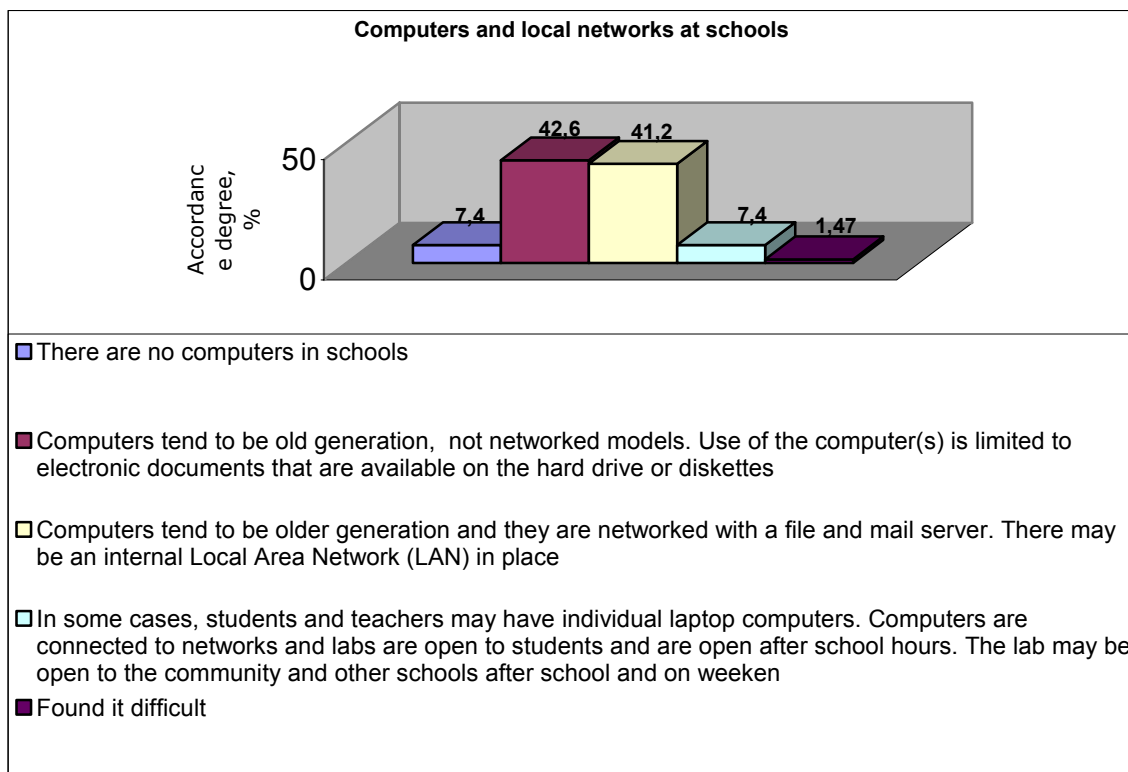 Computers and local networks at schools
42,6
41,2
7,4
7,4
1,47
50
0
Accordanc
e degree,
%
There are no computers in schools
Computers tend to be old generation,  not networked models. Use of the computer(s) is limited to
electronic documents that are available on the hard drive or diskettes
Computers tend to be older generation and they are networked with a file and mail server. There may
be an internal Local Area Network (LAN) in place
In some cases, students and teachers may have individual laptop computers. Computers are
connected to networks and labs are open to students and are open after school hours. The lab may be
open to the community and other schools after school and on weeken
Found it difficult